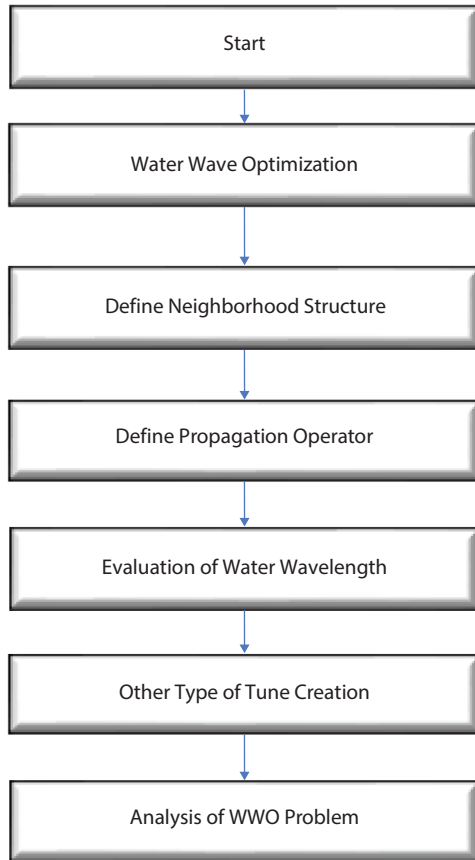 Start
Water Wave Optimization
Define Neighborhood Structure
Define Propagation Operator
Evaluation of Water Wavelength
Other Type of Tune Creation
Analysis of WWO Problem